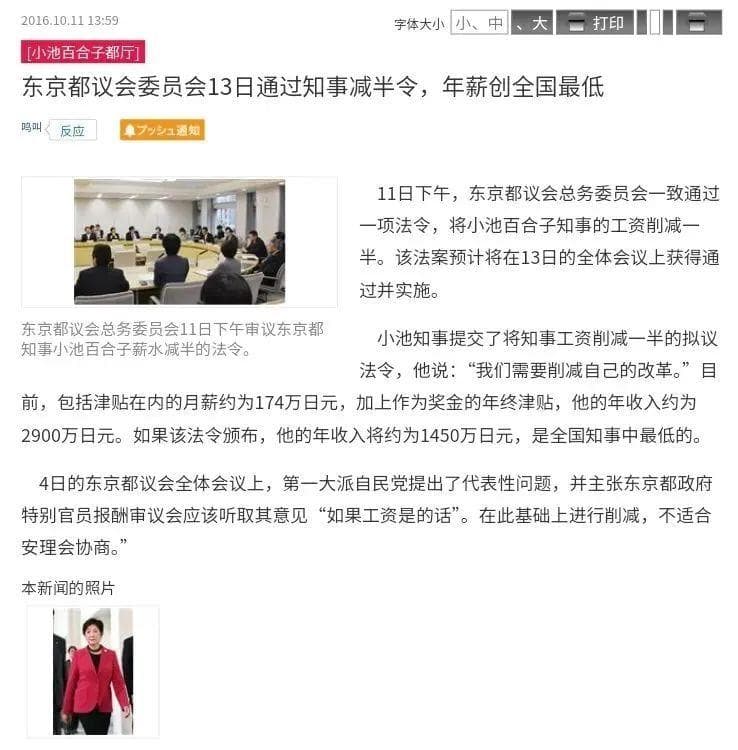 2016.10.11 13:59
字体大小 小、中 、大 打印
[小池百合子都厅]
东京都议会委员会13日通过知事减半令，年薪创全国最低
鸣叫 反应 プッシュ通知
11日下午，东京都议会总务委员会一致通过
一项法令，将小池百合子知事的工资削减一
半。该法案预计将在13日的全体会议上获得通
过并实施。
东京都议会总务委员会11日下午审议东京都
知事小池百合子薪水减半的法令。
小池知事提交了将知事工资削减一半的拟议
法令，他说：“我们需要削减自己的改革。”目
前，包括津贴在内的月薪约为174万日元，加上作为奖金的年终津贴，他的年收入约为
2900万日元。如果该法令颁布，他的年收入将约为1450万日元，是全国知事中最低的。
4日的东京都议会全体会议上，第一大派自民党提出了代表性问题，并主张东京都政府
特别官员报酬审议会应该听取其意见“如果工资是的话”。在此基础上进行削减，不适合
安理会协商。”
本新闻的照片